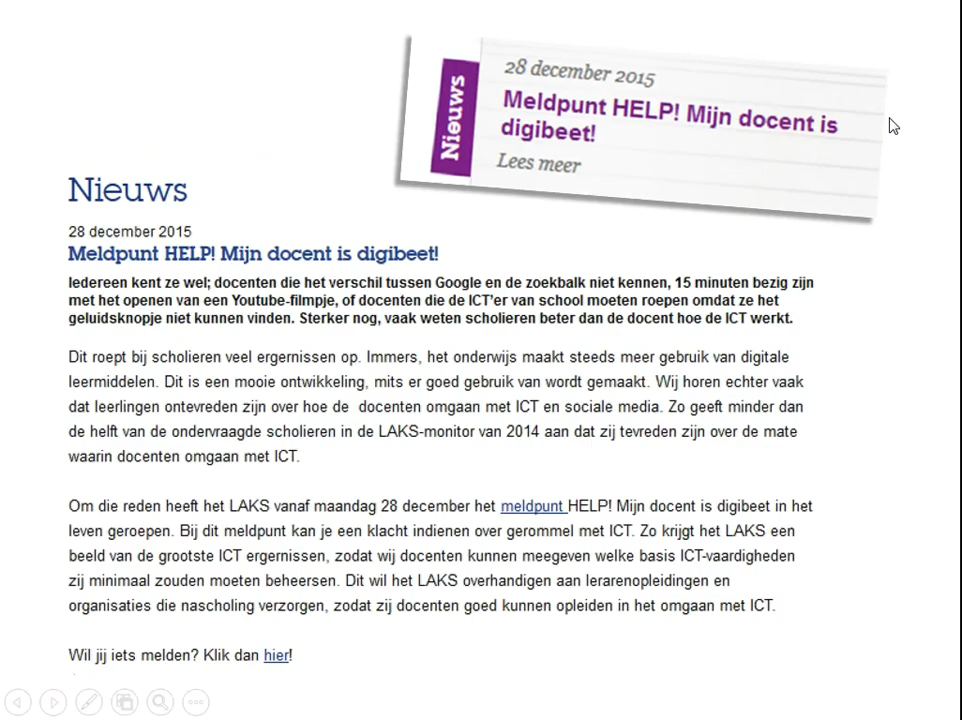 Nieuws
28 december 2015
Meldpunt HELP! Mijn docent is
digibeet!
Lees meer
Nieuws
28 december 2015
Meldpunt HELP! Mijn docent is digibeet!
Iedereen kent ze wel; docenten die het verschil tussen Google en de zoekbalk niet kennen, 15 minuten bezig zijn
met het openen van een Youtube-filmpje, of docenten die de ICT'er van school moeten roepen omdat ze het
geluidsknopje niet kunnen vinden. Sterker nog, vaak weten scholieren beter dan de docent hoe de ICT werkt.
Dit roept bij scholieren veel ergernissen op. Immers, het onderwijs maakt steeds meer gebruik van digitale
leermiddelen. Dit is een mooie ontwikkeling, mits er goed gebruik van wordt gemaakt. Wij horen echter vaak
dat leerlingen ontevreden zijn over hoe de docenten omgaan met ICT en sociale media. Zo geeft minder dan
de helft van de ondervraagde scholieren in de LAKS-monitor van 2014 aan dat zij tevreden zijn over de mate
waarin docenten omgaan met ICT.
Om die reden heeft het LAKS vanaf maandag 28 december het meldpunt HELP! Mijn docent is digibeet in het
leven geroepen. Bij dit meldpunt kan je een klacht indienen over gerommel met ICT. Zo krijgt het LAKS een
beeld van de grootste ICT ergernissen, zodat wij docenten kunnen meegeven welke basis ICT-vaardigheden
zij minimaal zouden moeten beheersen. Dit wil het LAKS overhandigen aan lerarenopleidingen en
organisaties die nascholing verzorgen, zodat zij docenten goed kunnen opleiden in het omgaan met ICT.
Wil jij iets melden? Klik dan hier!